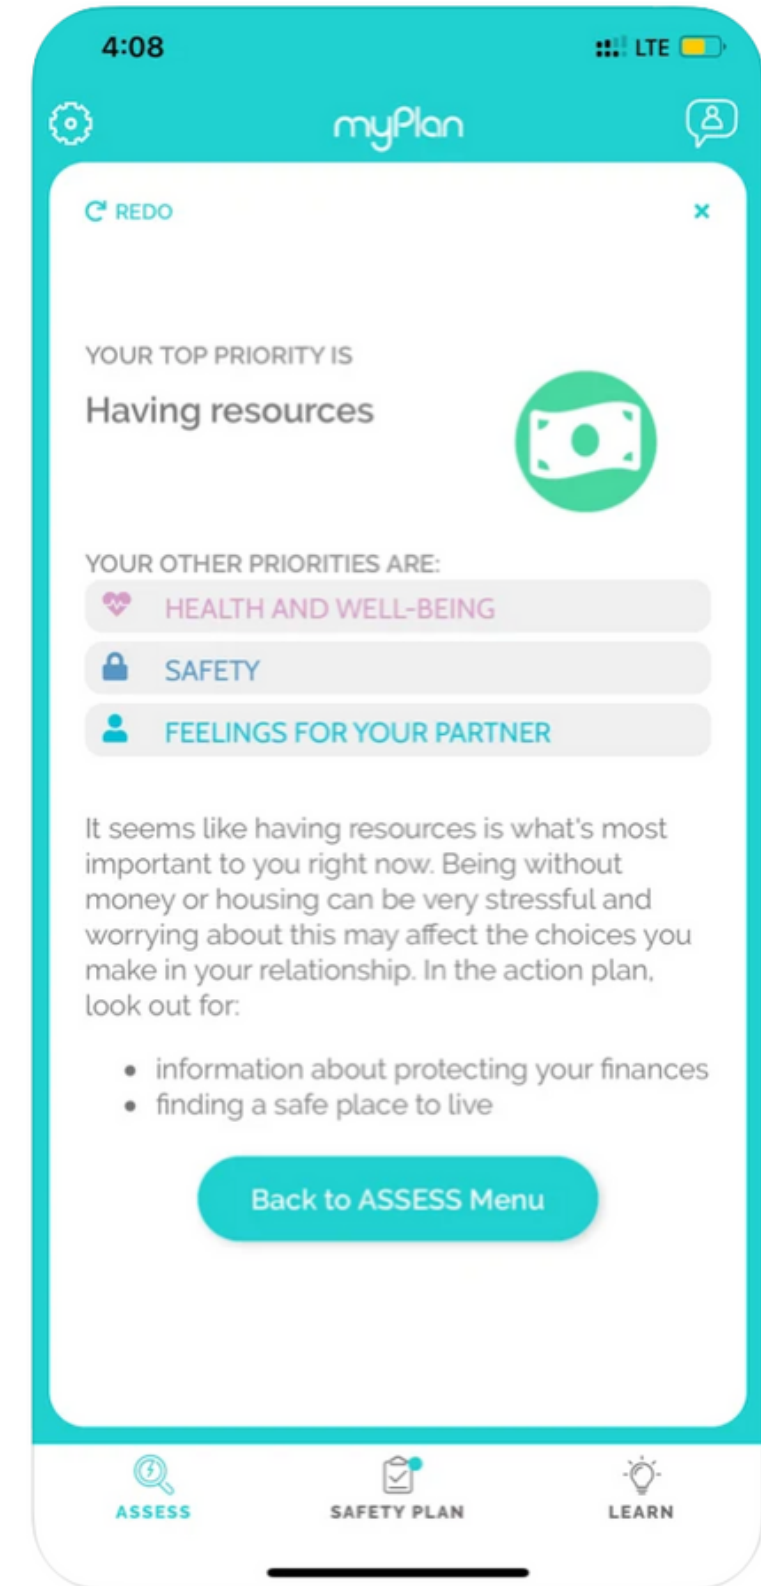 4:08
LTE
myPlan
REDO
×
YOUR TOP PRIORITY IS
Having resources
YOUR OTHER PRIORITIES ARE:
HEALTH AND WELL-BEING
SAFETY
FEELINGS FOR YOUR PARTNER
It seems like having resources is what's most
important to you right now. Being without
money or housing can be very stressful and
worrying about this may affect the choices you
make in your relationship. In the action plan,
look out for:
• information about protecting your finances
• finding a safe place to live
Back to ASSESS Menu
ASSESS
SAFETY PLAN
LEARN